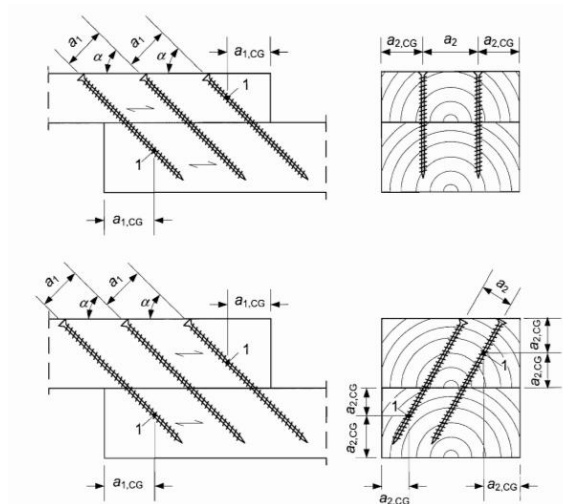 a₁ a₁ a₁,CG a₂,CG a₂ a₂,CG
α α
1
1
a₁,CG
a₁ a₁ a₁,CG a₂
α α
a₂,CG
1 1
a₂,CG
a₂,CG
1 1
a₂,CG
a₁,CG a₂,CG a₂,CG